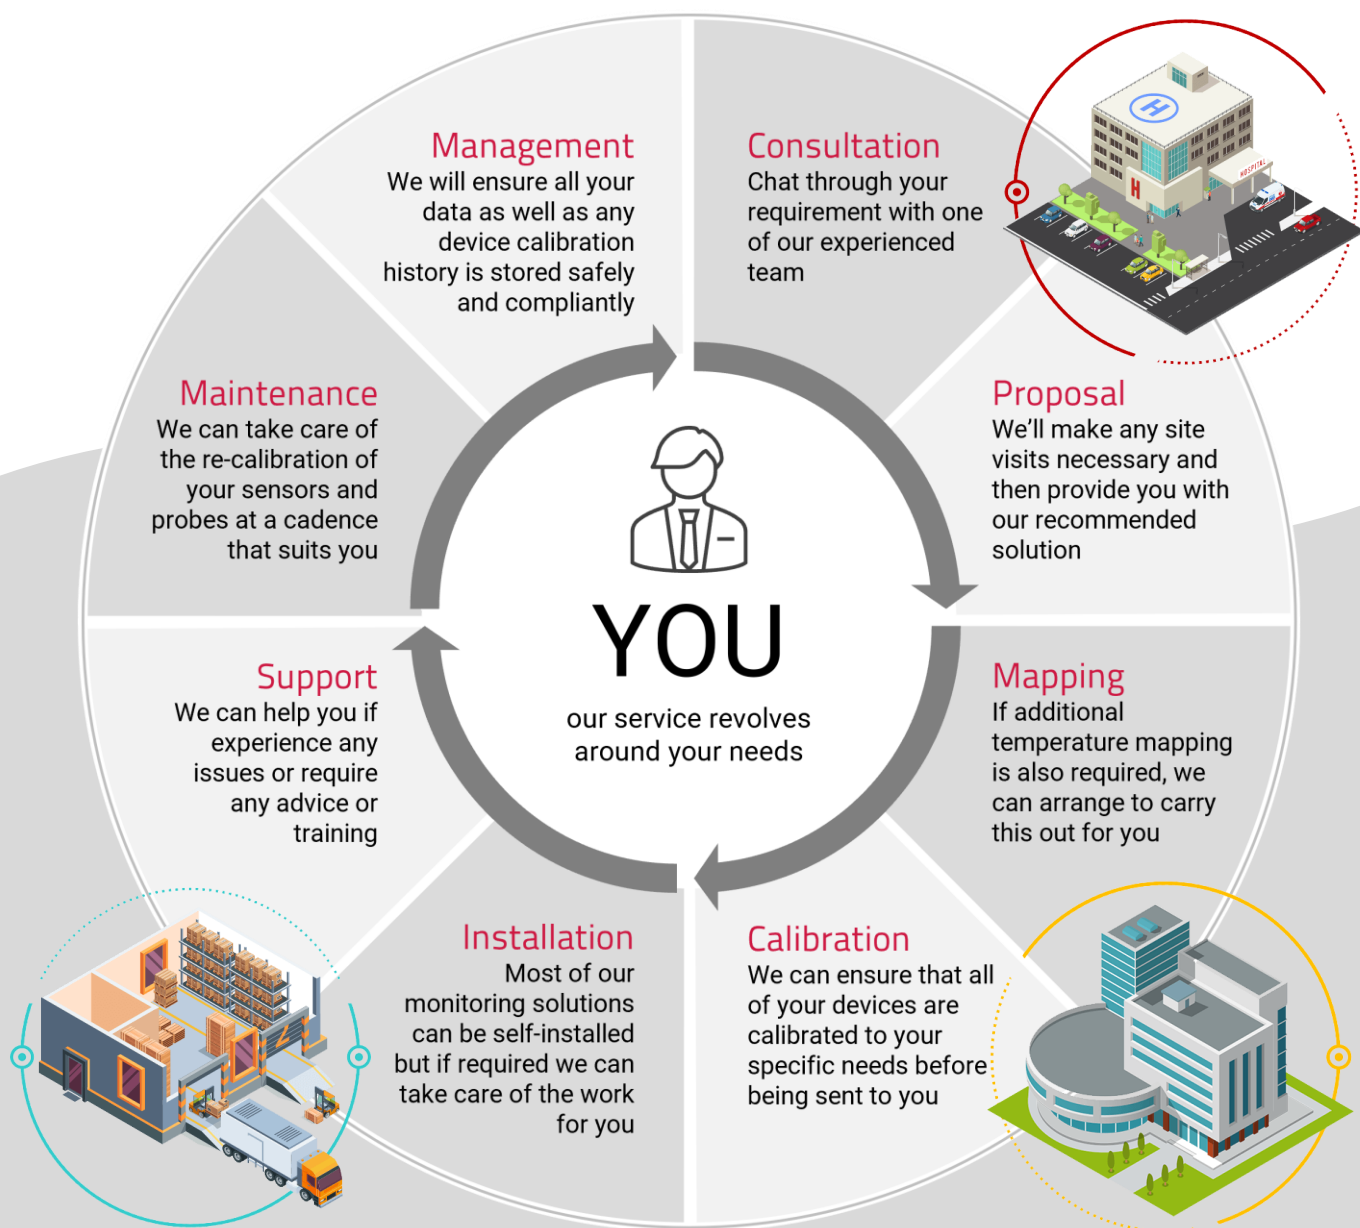 Management
We will ensure all your
data as well as any
device calibration
history is stored safely
and compliantly
Consultation
Chat through your
requirement with one
of our experienced
team
H
H
HOSPITAL
Maintenance
We can take care of
the re-calibration of
your sensors and
probes at a cadence
that suits you
Proposal
We’ll make any site
visits necessary and
then provide you with
our recommended
solution
YOU
our service revolves
around your needs
Support
We can help you if
experience any
issues or require
any advice or
training
Mapping
If additional
temperature mapping
is also required, we
can arrange to carry
this out for you
Installation
Most of our
monitoring solutions
can be self-installed
but if required we can
take care of the work
for you
Calibration
We can ensure that all
of your devices are
calibrated to your
specific needs before
being sent to you